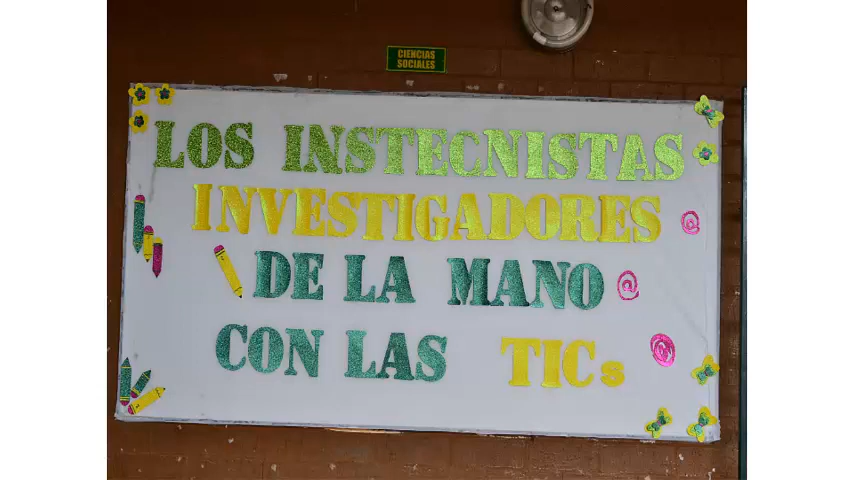 CIENCIAS
SOCIALES
LOS INSTECNISTAS
INVESTIGADORES @
DE LA MANO @
CON LAS TICs @